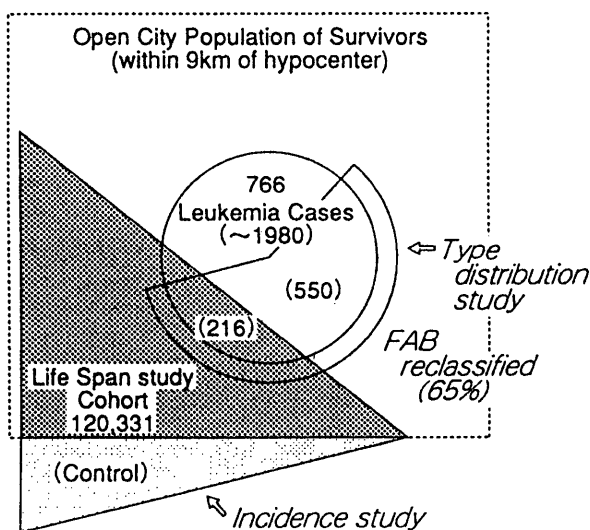 Open City Population of Survivors
(within 9km of hypocenter)
766
Leukemia Cases
(~1980)
Type
distribution
study
(550)
(216)
FAB
reclassified
(65%)
Life Span study
Cohort
120,331
(Control)
Incidence study